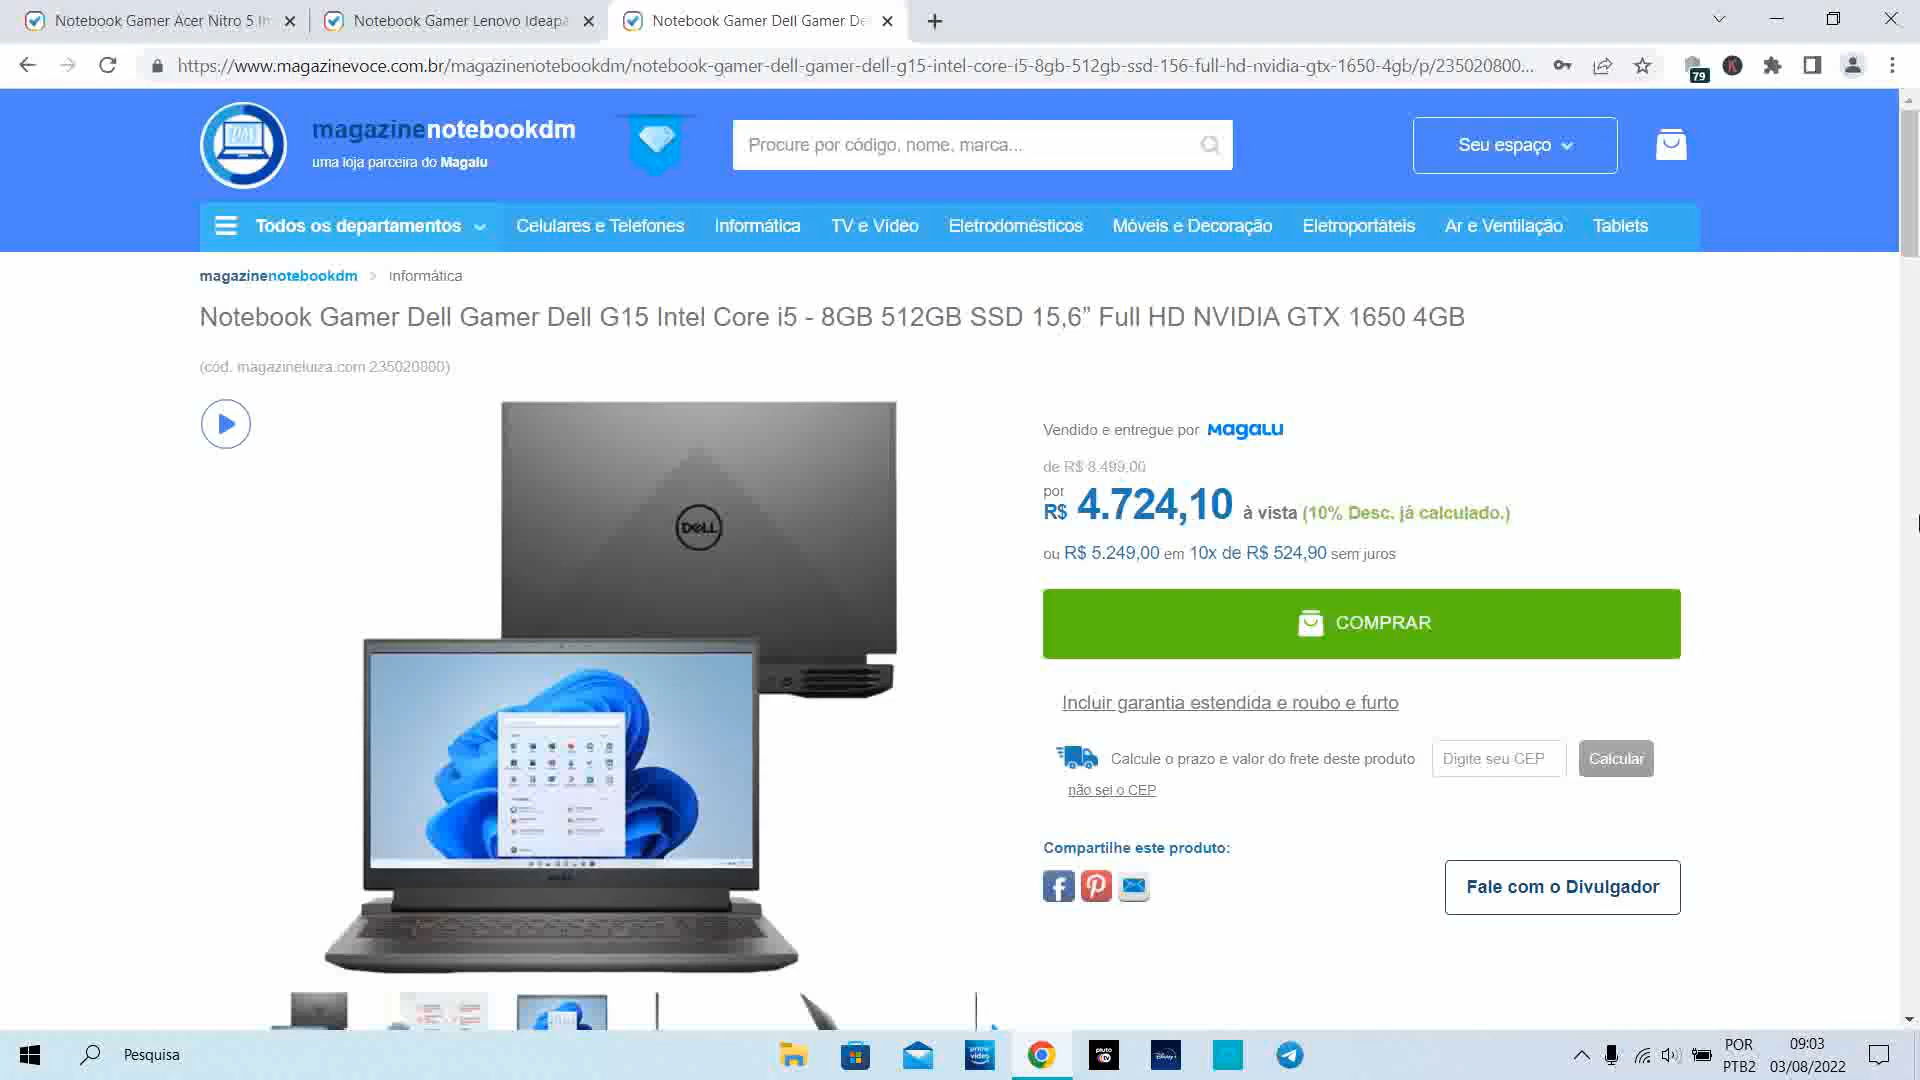 Notebook Gamer Acer Nitro 5 In
Notebook Gamer Lenovo Ideapa
Notebook Gamer Dell Gamer De
https://www.magazinevoce.com.br/magazinenotebookdm/notebook-gamer-dell-gamer-dell-g15-intel-core-i5-8gb-512gb-ssd-156-full-hd-nvidia-gtx-1650-4gb/p/235020800...
79
K
DM
magazinenotebookdm
uma loja parceira do Magalu
Procure por código, nome, marca...
Seu espaço
Todos os departamentos
Celulares e Telefones
Informática
TV e Vídeo
Eletrodomésticos
Móveis e Decoração
Eletroportáteis
Ar e Ventilação
Tablets
magazinenotebookdm > Informática
Notebook Gamer Dell Gamer Dell G15 Intel Core i5 - 8GB 512GB SSD 15,6” Full HD NVIDIA GTX 1650 4GB
(cód. magazineluiza.com 235020800)
DELL
Vendido e entregue por Magalu
de R$ 8.499,00
por
R$ 4.724,10 à vista (10% Desc. já calculado.)
ou R$ 5.249,00 em 10x de R$ 524,90 sem juros
COMPRAR
Incluir garantia estendida e roubo e furto
Calcule o prazo e valor do frete deste produto
Digite seu CEP
Calcular
não sei o CEP
Compartilhe este produto:
Fale com o Divulgador
Pesquisa
prime video
pluto tv
Disney+
POR
PTB2
09:03
03/08/2022